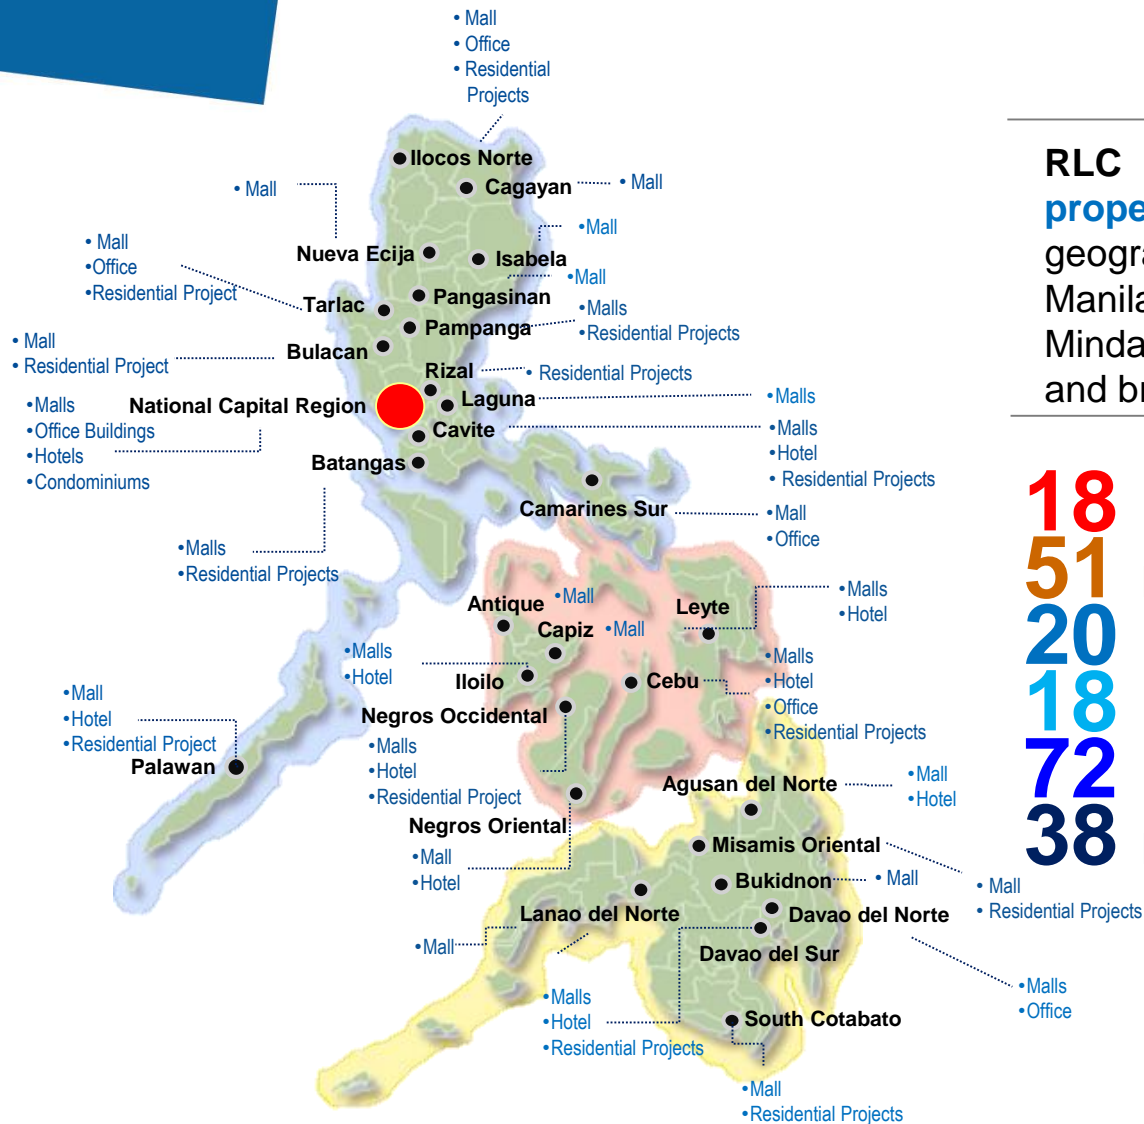 • Mall
• Office
• Residential
Projects
Ilocos Norte
Cagayan
• Mall
• Mall
•Mall
Nueva Ecija
Isabela
• Mall
•Office
•Residential Project
•Mall
Tarlac
Pangasinan
•Malls
•Residential Projects
Pampanga
• Mall
• Residential Project
Bulacan
Rizal
• Residential Projects
National Capital Region
•Malls
•Office Buildings
•Hotels
•Condominiums
Laguna
•Malls
Cavite
•Malls
•Hotel
• Residential Projects
Batangas
•Malls
•Residential Projects
Camarines Sur
•Mall
•Office
Antique
•Mall
Capiz
•Mall
Leyte
•Malls
•Hotel
•Malls
•Hotel
Iloilo
Cebu
•Malls
•Hotel
•Office
•Residential Projects
•Mall
•Hotel
•Residential Project
Palawan
Negros Occidental
•Malls
•Hotel
•Residential Project
Negros Oriental
•Mall
•Hotel
Agusan del Norte
•Mall
•Hotel
Misamis Oriental
• Mall
• Residential Projects
Bukidnon
• Mall
Lanao del Norte
•Mall
Davao del Norte
•Malls
•Office
Davao del Sur
•Malls
•Hotel
•Residential Projects
South Cotabato
•Mall
•Residential Projects
RLC
prope
geogra
Manila
Minda
and br
18
51
20
18
72
38